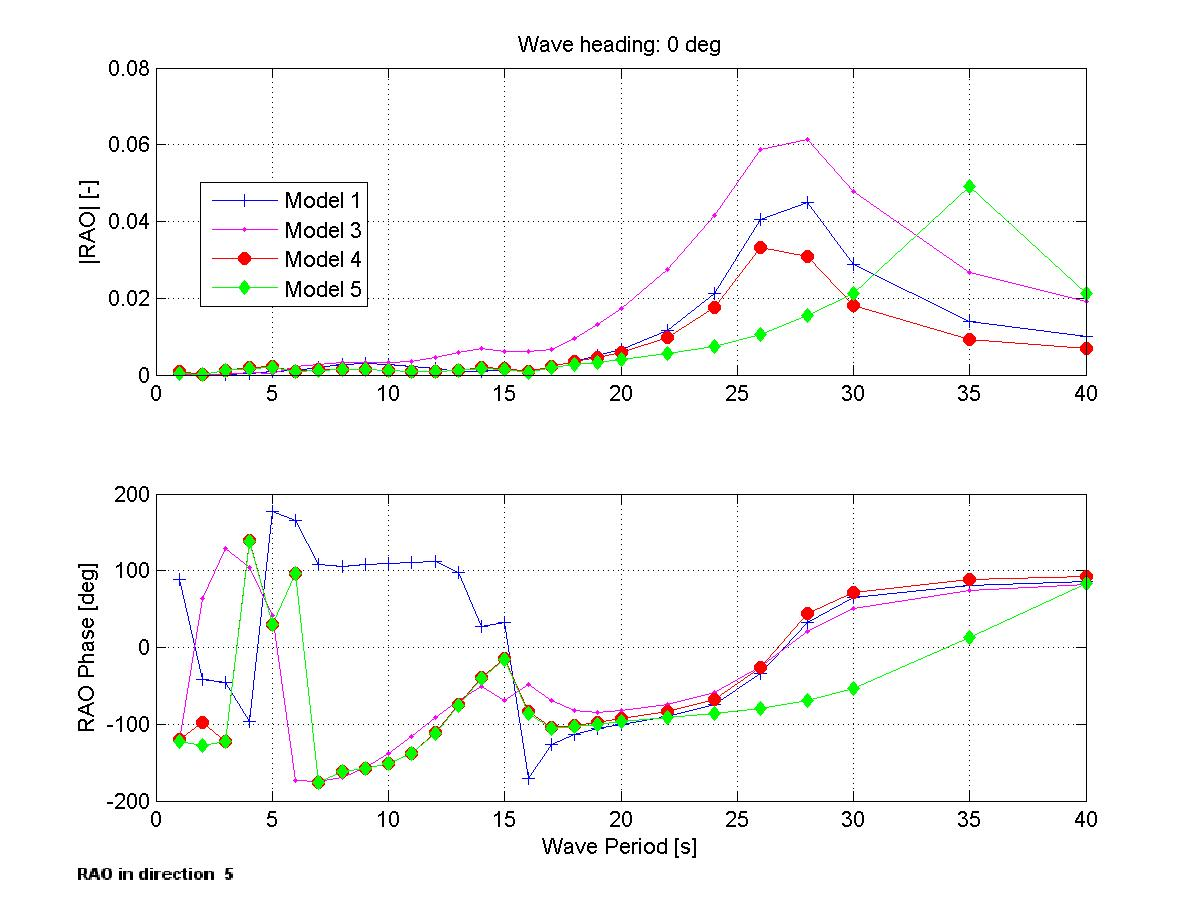 Wave heading: 0 deg
0.08
0.06
0.04
0.02
0
|RAO| [-]
Model 1
Model 3
Model 4
Model 5
0 5 10 15 20 25 30 35 40
200
100
0
-100
-200
RAO Phase [deg]
0 5 10 15 20 25 30 35 40
Wave Period [s]
RAO in direction 5